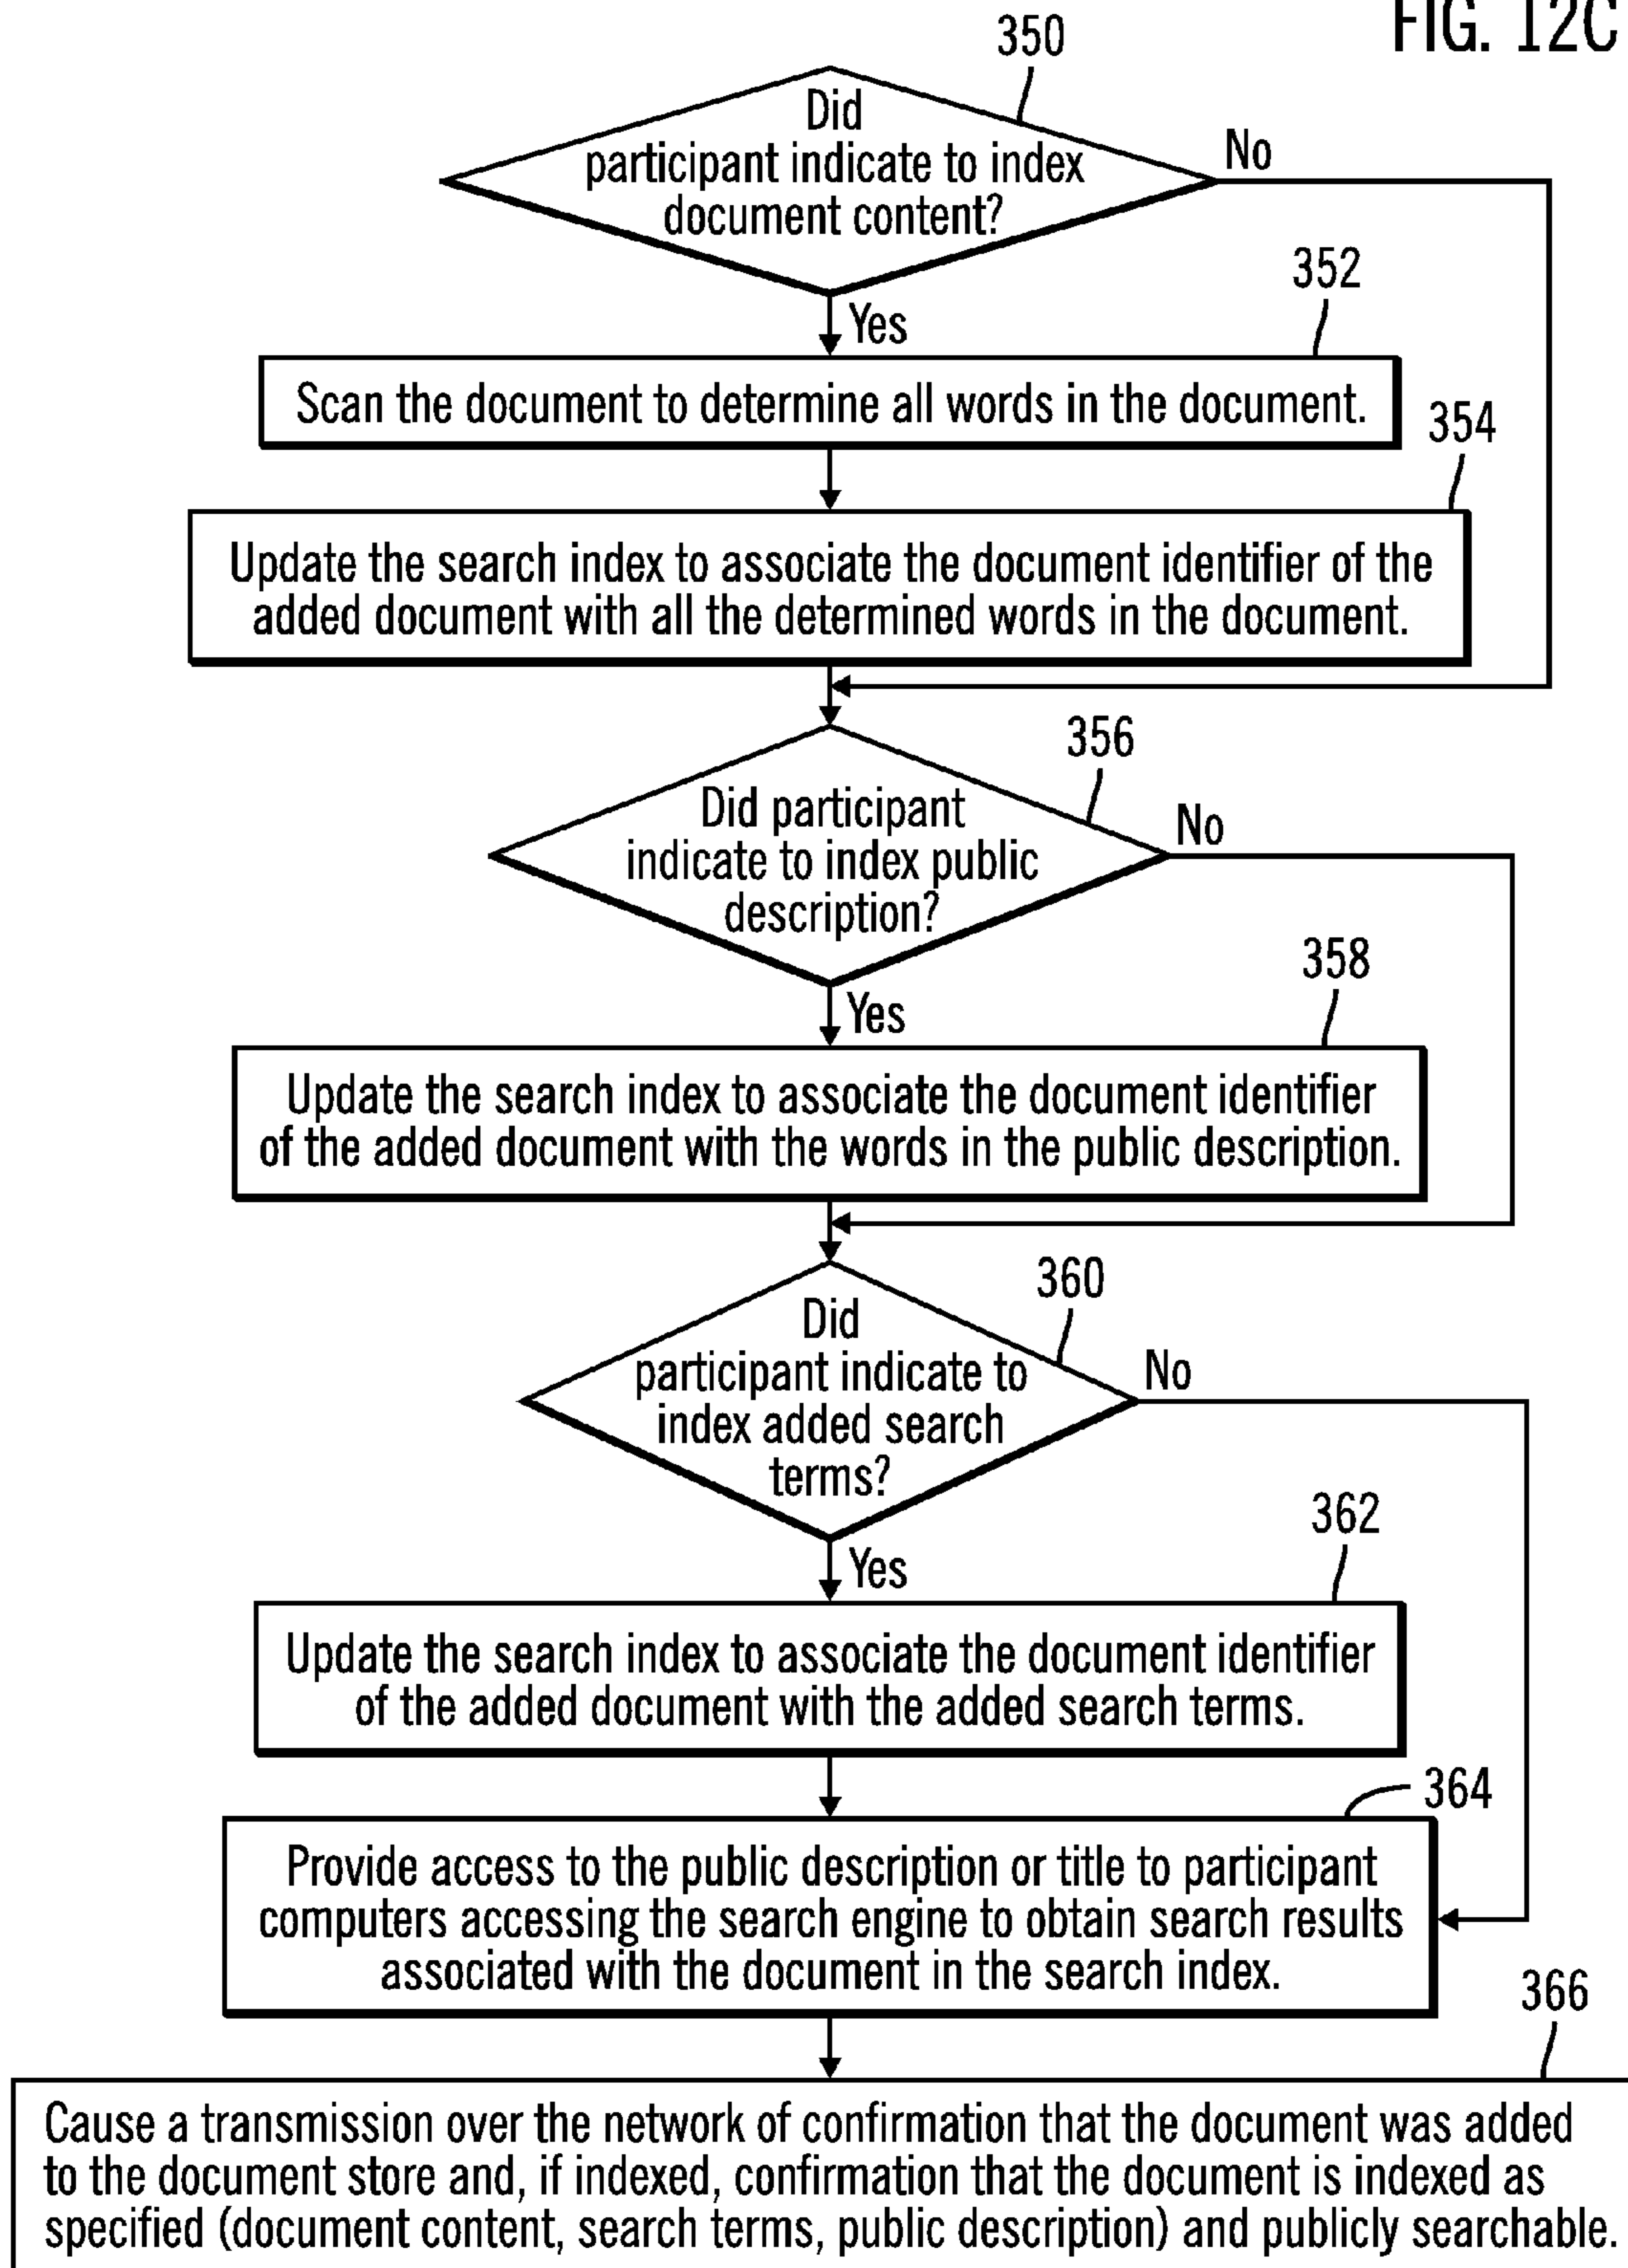 FIG. 12C
350
Did
participant indicate to index
document content?
No
352
Yes
Scan the document to determine all words in the document.
354
Update the search index to associate the document identifier of the
added document with all the determined words in the document.
356
Did participant
indicate to index public
description?
No
358
Yes
Update the search index to associate the document identifier
of the added document with the words in the public description.
360
Did
participant indicate to
index added search
terms?
No
362
Yes
Update the search index to associate the document identifier
of the added document with the added search terms.
364
Provide access to the public description or title to participant
computers accessing the search engine to obtain search results
associated with the document in the search index.
366
Cause a transmission over the network of confirmation that the document was added
to the document store and, if indexed, confirmation that the document is indexed as
specified (document content, search terms, public description) and publicly searchable.